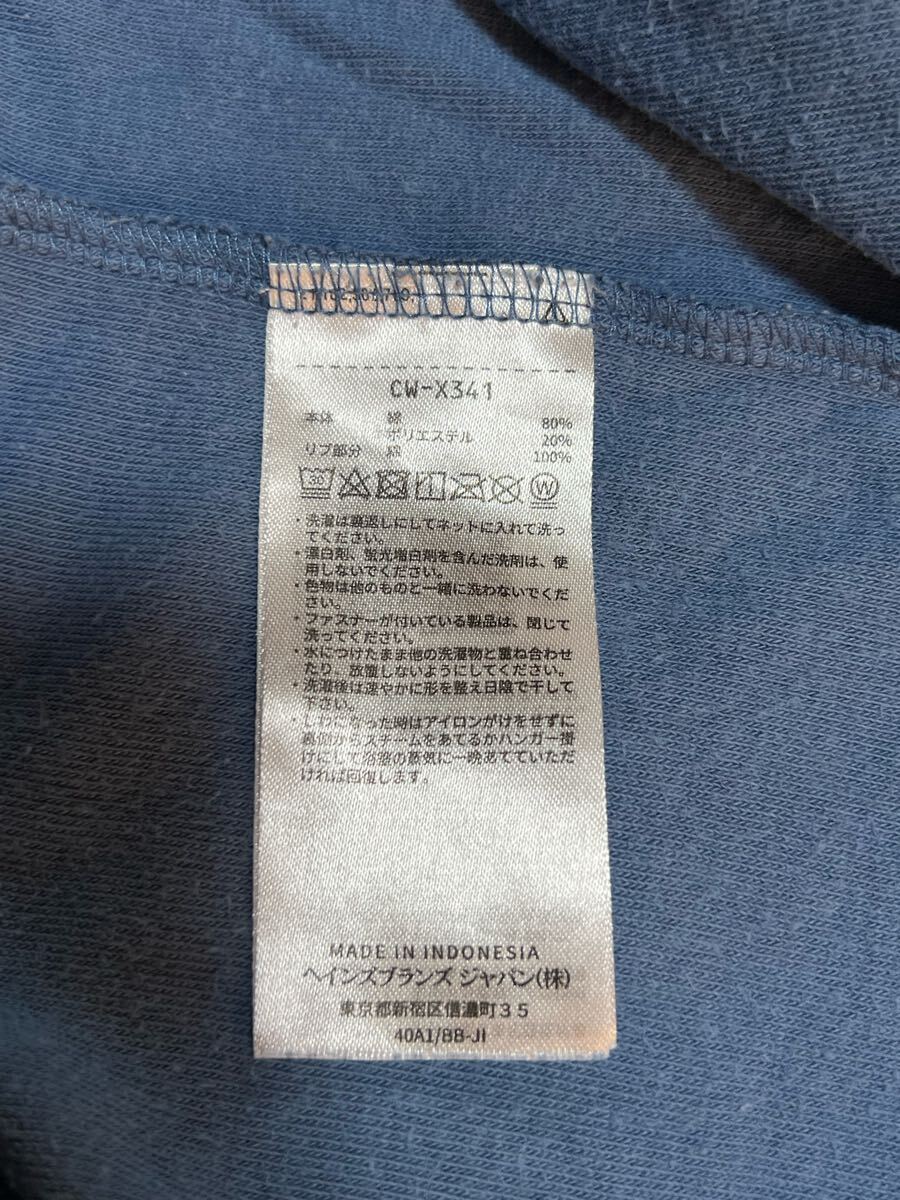 CW-X341
本体 綿 80%
ポリエステル 20%
リブ部分 綿 100%
30 W
・洗濯は裏返しにしてネットに入れて洗っ
てください。
・漂白剤、蛍光増白剤を含んだ洗剤は、使
用しないでください。
・色物は他のものと一緒に洗わないでくだ
さい。
・ファスナーが付いている製品は、閉じて
洗ってください。
・水につけたまま他の洗濯物と重ね合わせ
たり、放置しないようにしてください。
・洗濯後は速やかに形を整え日陰で干して
下さい。
・しわになった時はアイロンがけをせずに
裏側からスチームをあてるかハンガー掛
けにして浴室の蒸気に一晩あてていただ
ければ回復します。
MADE IN INDONESIA
ヘインズブランズ ジャパン(株)
東京都新宿区信濃町35
40A1/BB-JI